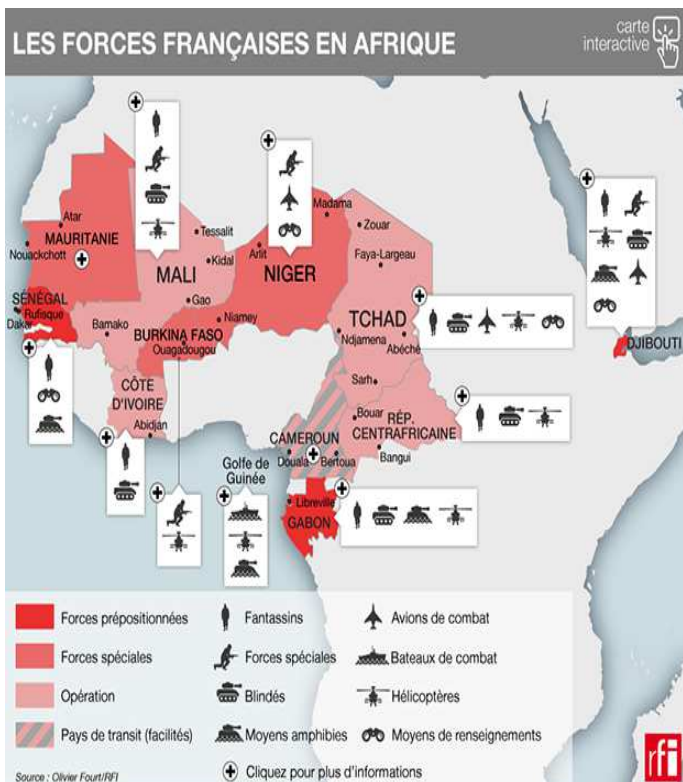 LES FORCES FRANÇAISES EN AFRIQUE
carte
interactive
Atar
MAURITANIE
Nouackchott
Tessalit
Kidal
MALI
Gao
Bamako
Madama
Arlit
NIGER
Niamey
Zouar
Faya-Largeau
TCHAD
Ndjamena
Abéché
Sarh
SÉNÉGAL
Rufisque
Dakar
BURKINA FASO
Ouagadougou
CÔTE
D'IVOIRE
Abidjan
DJIBOUTI
Bouar
RÉP.
CENTRAFRICAINE
Bangui
CAMEROUN
Douala
Bertoua
Golfe de
Guinée
Libreville
GABON
Forces prépositionnées
Forces spéciales
Opération
Pays de transit (facilités)
Fantassins
Forces spéciales
Blindés
Moyens amphibies
Avions de combat
Bateaux de combat
Hélicoptères
Moyens de renseignements
Cliquez pour plus d'informations
Source : Olivier Fourt/RFI
rfi